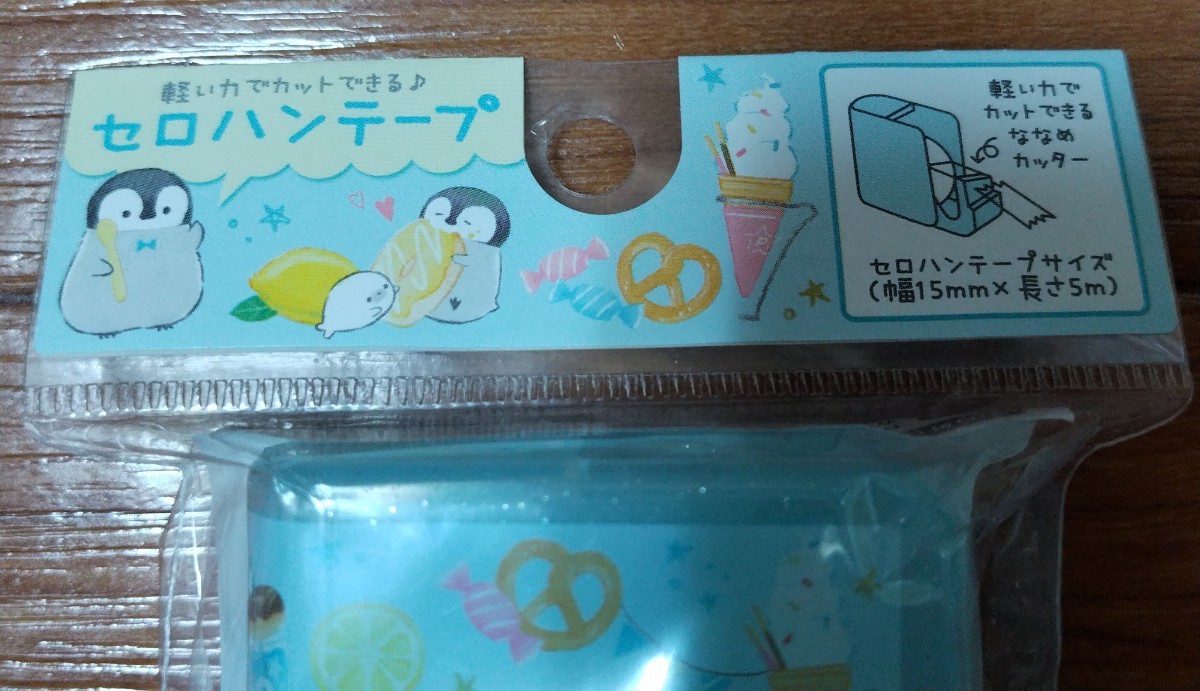 軽い力でカットできる♪
セロハンテープ
軽い力で
カットできる
ななめ
カッター
セロハンテープサイズ
(幅15mm×長さ5m)